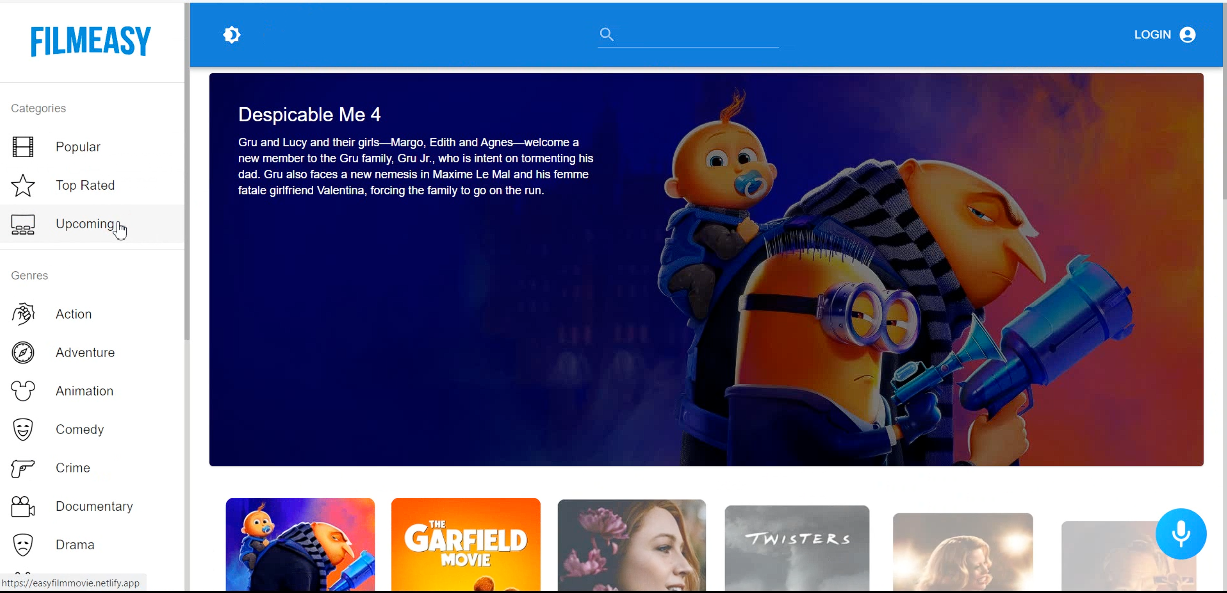 FILMEASY
LOGIN
Categories
Popular
Top Rated
Upcoming
Genres
Action
Adventure
Animation
Comedy
Crime
Documentary
Drama
https://easyfilmmovie.netlify.app
Despicable Me 4
Gru and Lucy and their girls—Margo, Edith and Agnes—welcome a
new member to the Gru family, Gru Jr., who is intent on tormenting his
dad. Gru also faces a new nemesis in Maxime Le Mal and his femme
fatale girlfriend Valentina, forcing the family to go on the run.
THE
GARFIELD
MOVIE
TWISTERS